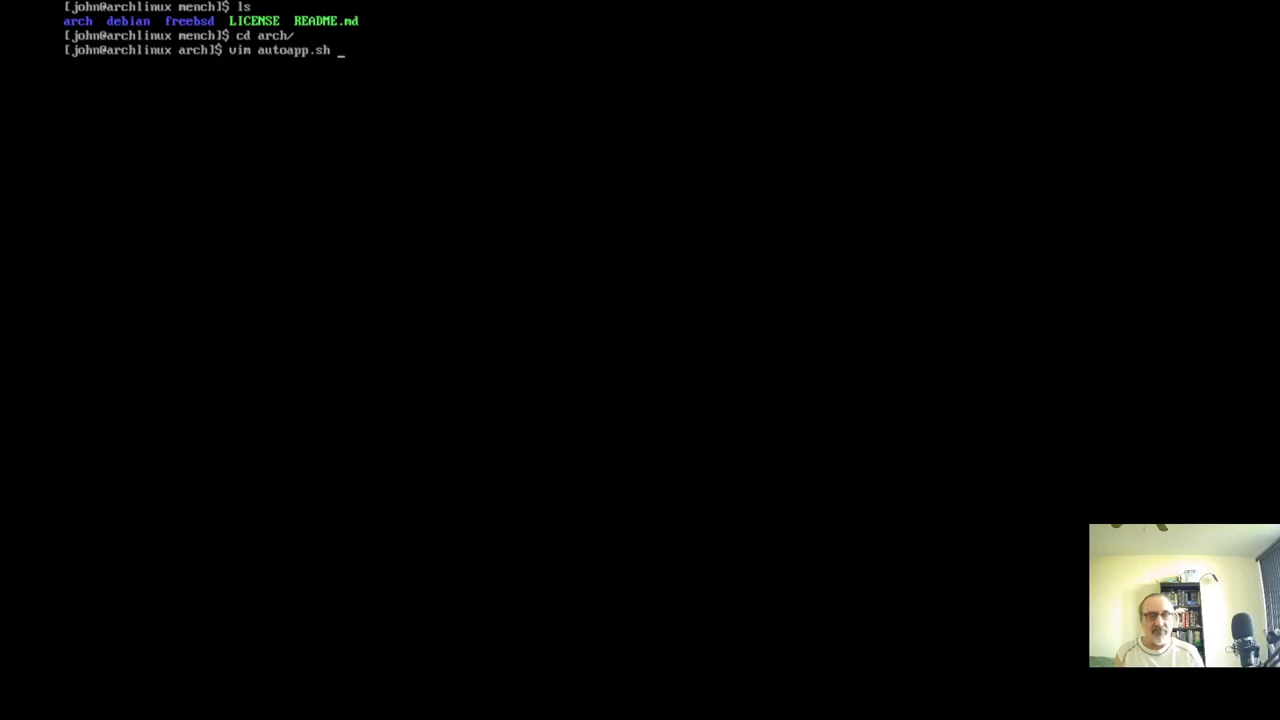 [john@archlinux mench]$ ls
arch debian freebsd LICENSE README.md
[john@archlinux mench]$ cd arch/
[john@archlinux arch]$ vim autoapp.sh _